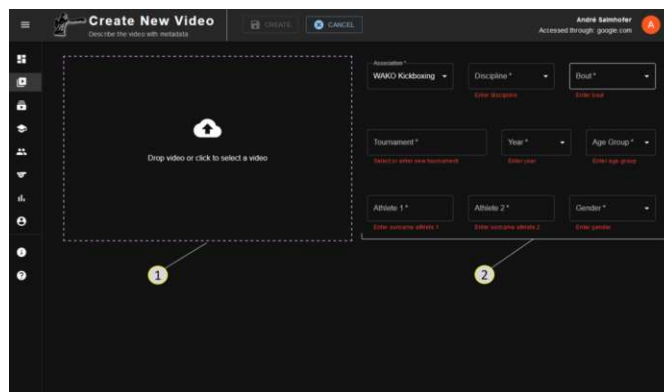 Create New Video
Describe the video with metadata
CREATE
CANCEL
André Salmhofer
Accessed through: google.com
A
Association *
WAKO Kickboxing
Discipline *
Bout *
Enter discipline
Enter bout
Drop video or click to select a video
Tournament *
Year *
Age Group *
Select or enter new tournament
Enter year
Enter age group
Athlete 1 *
Athlete 2 *
Gender *
Enter surname athlete 1
Enter surname athlete 2
Enter gender
1
2